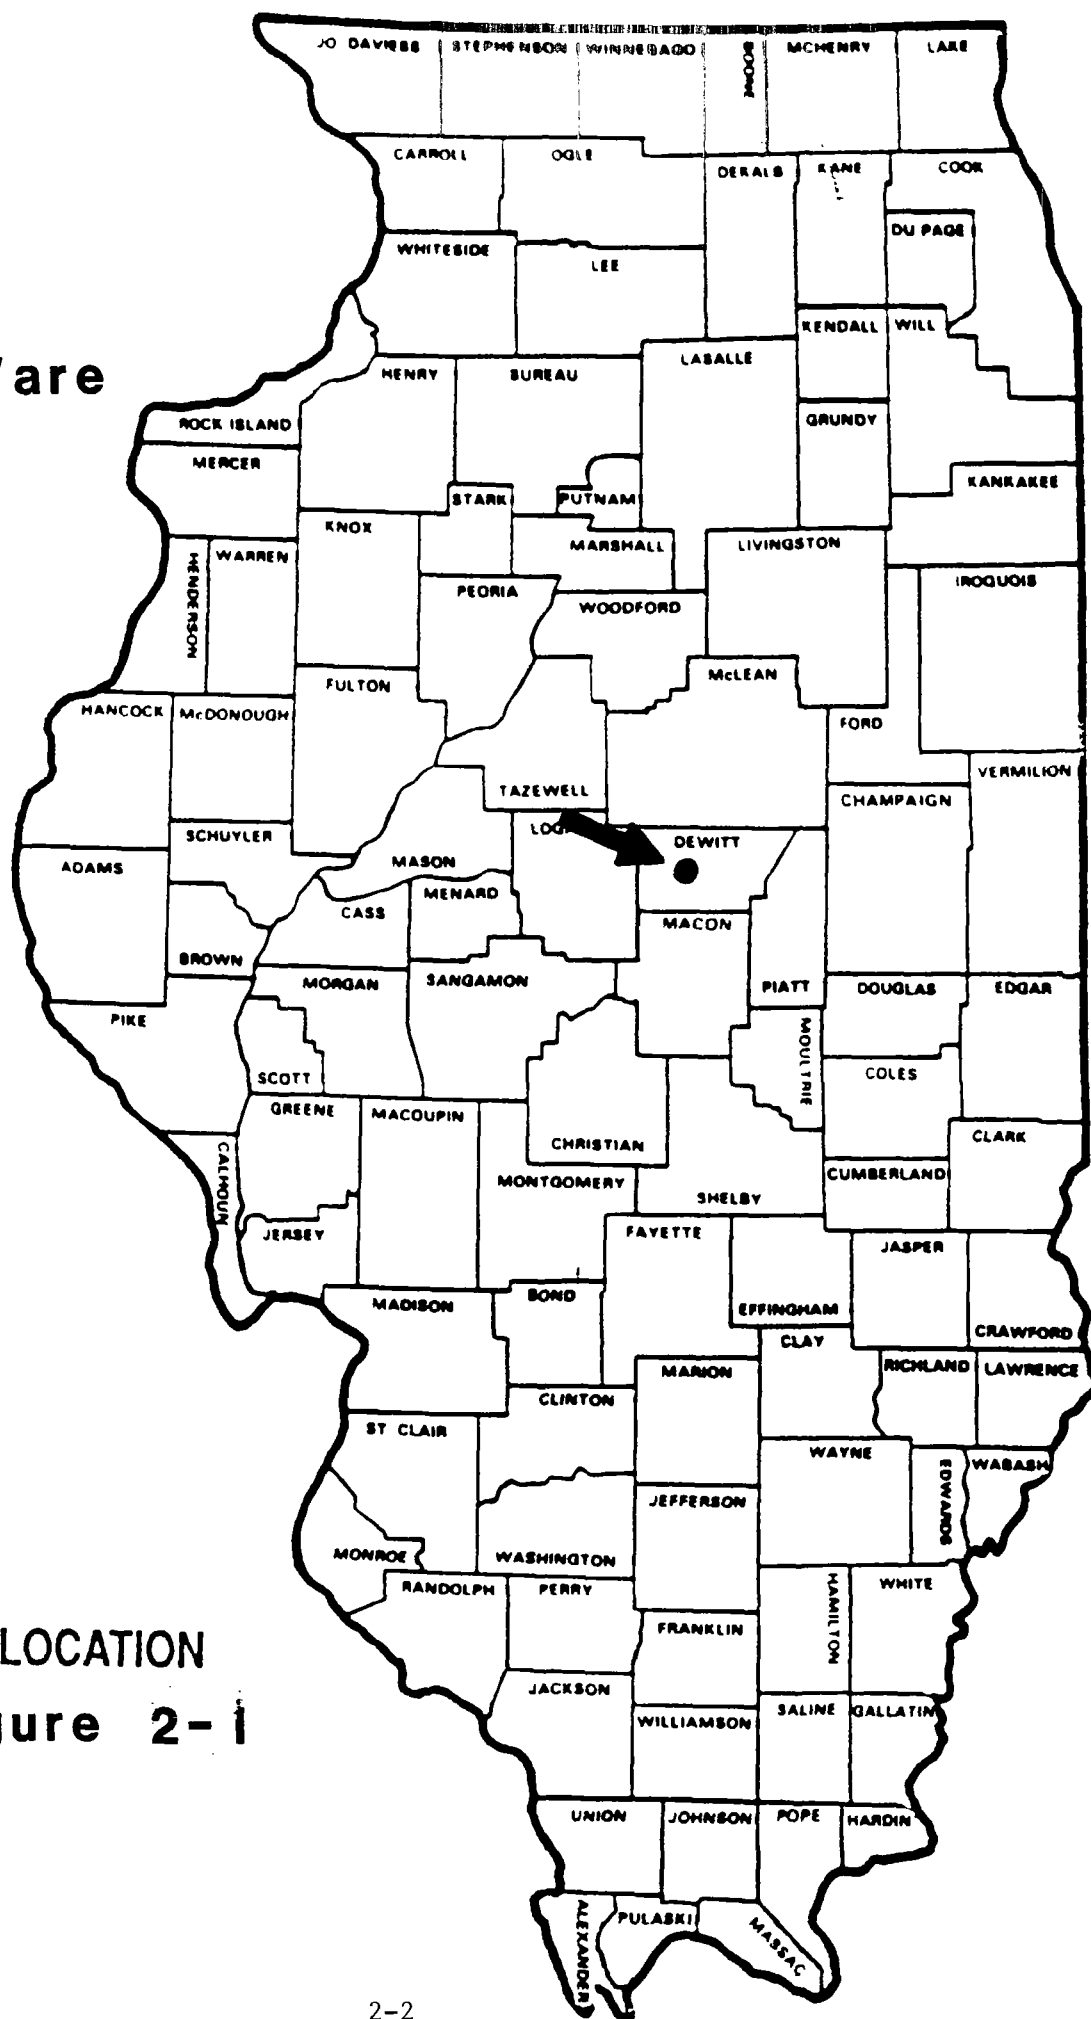 JO DAVIESS STEPHENSON WINNEBAGO BOONE MCHENRY LAKE
CARROLL OGLE DEKALB KANE COOK
DU PAGE
WHITESIDE LEE
KENDALL WILL
LASALLE
are
HENRY BUREAU
ROCK ISLAND GRUNDY
MERCER
KANKAKEE
STARK PUTNAM
KNOX
MARSHALL LIVINGSTON
WARREN
HENDERSON
IROQUOIS
PEORIA
WOODFORD
McLEAN
FULTON
HANCOCK McDONOUGH
FORD
VERMILION
TAZEWELL
CHAMPAIGN
SCHUYLER
DEWITT
ADAMS MASON
MENARD
CASS
MACON
BROWN
MORGAN SANGAMON
PIATT DOUGLAS EDGAR
PIKE
MOULTRIE
SCOTT COLES
GREENE MACOUPIN
CHRISTIAN
CLARK
CALHOUN
MONTGOMERY
CUMBERLAND
SHELBY
JERSEY FAYETTE
JASPER
MADISON BOND
EFFINGHAM
CRAWFORD
CLAY
MARION RICHLAND LAWRENCE
CLINTON
ST CLAIR
WAYNE
EDWARDS
WABASH
JEFFERSON
MONROE WASHINGTON
RANDOLPH PERRY
HAMILTON
WHITE
FRANKLIN
LOCATION
JACKSON
WILLIAMSON SALINE GALLATIN
gure 2-1
UNION JOHNSON POPE HARDIN
ALEXANDER
PULASKI
MASSAC
2-2